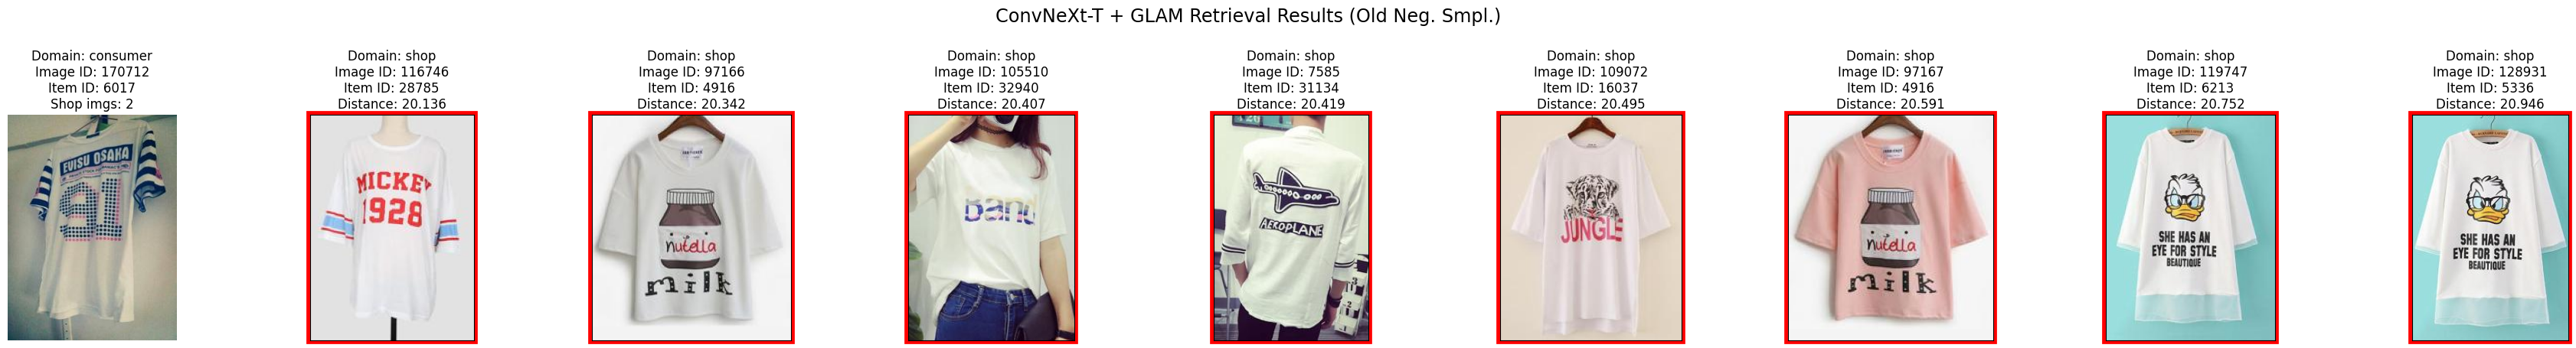 ConvNeXt-T + GLAM Retrieval Results (Old Neg. Smpl.)
Domain: consumer
Image ID: 170712
Item ID: 6017
Shop imgs: 2
EVISU OSAKA
91
Domain: shop
Image ID: 116746
Item ID: 28785
Distance: 20.136
MICKEY
1928
Domain: shop
Image ID: 97166
Item ID: 4916
Distance: 20.342
nutella
milk
Domain: shop
Image ID: 105510
Item ID: 32940
Distance: 20.407
Band
Domain: shop
Image ID: 7585
Item ID: 31134
Distance: 20.419
AEROPLANE
Domain: shop
Image ID: 109072
Item ID: 16037
Distance: 20.495
JUNGLE
Domain: shop
Image ID: 97167
Item ID: 4916
Distance: 20.591
nutella
milk
Domain: shop
Image ID: 119747
Item ID: 6213
Distance: 20.752
SHE HAS AN
EYE FOR STYLE
BEAUTIQUE
Domain: shop
Image ID: 128931
Item ID: 5336
Distance: 20.946
SHE HAS AN
EYE FOR STYLE
BEAUTIQUE